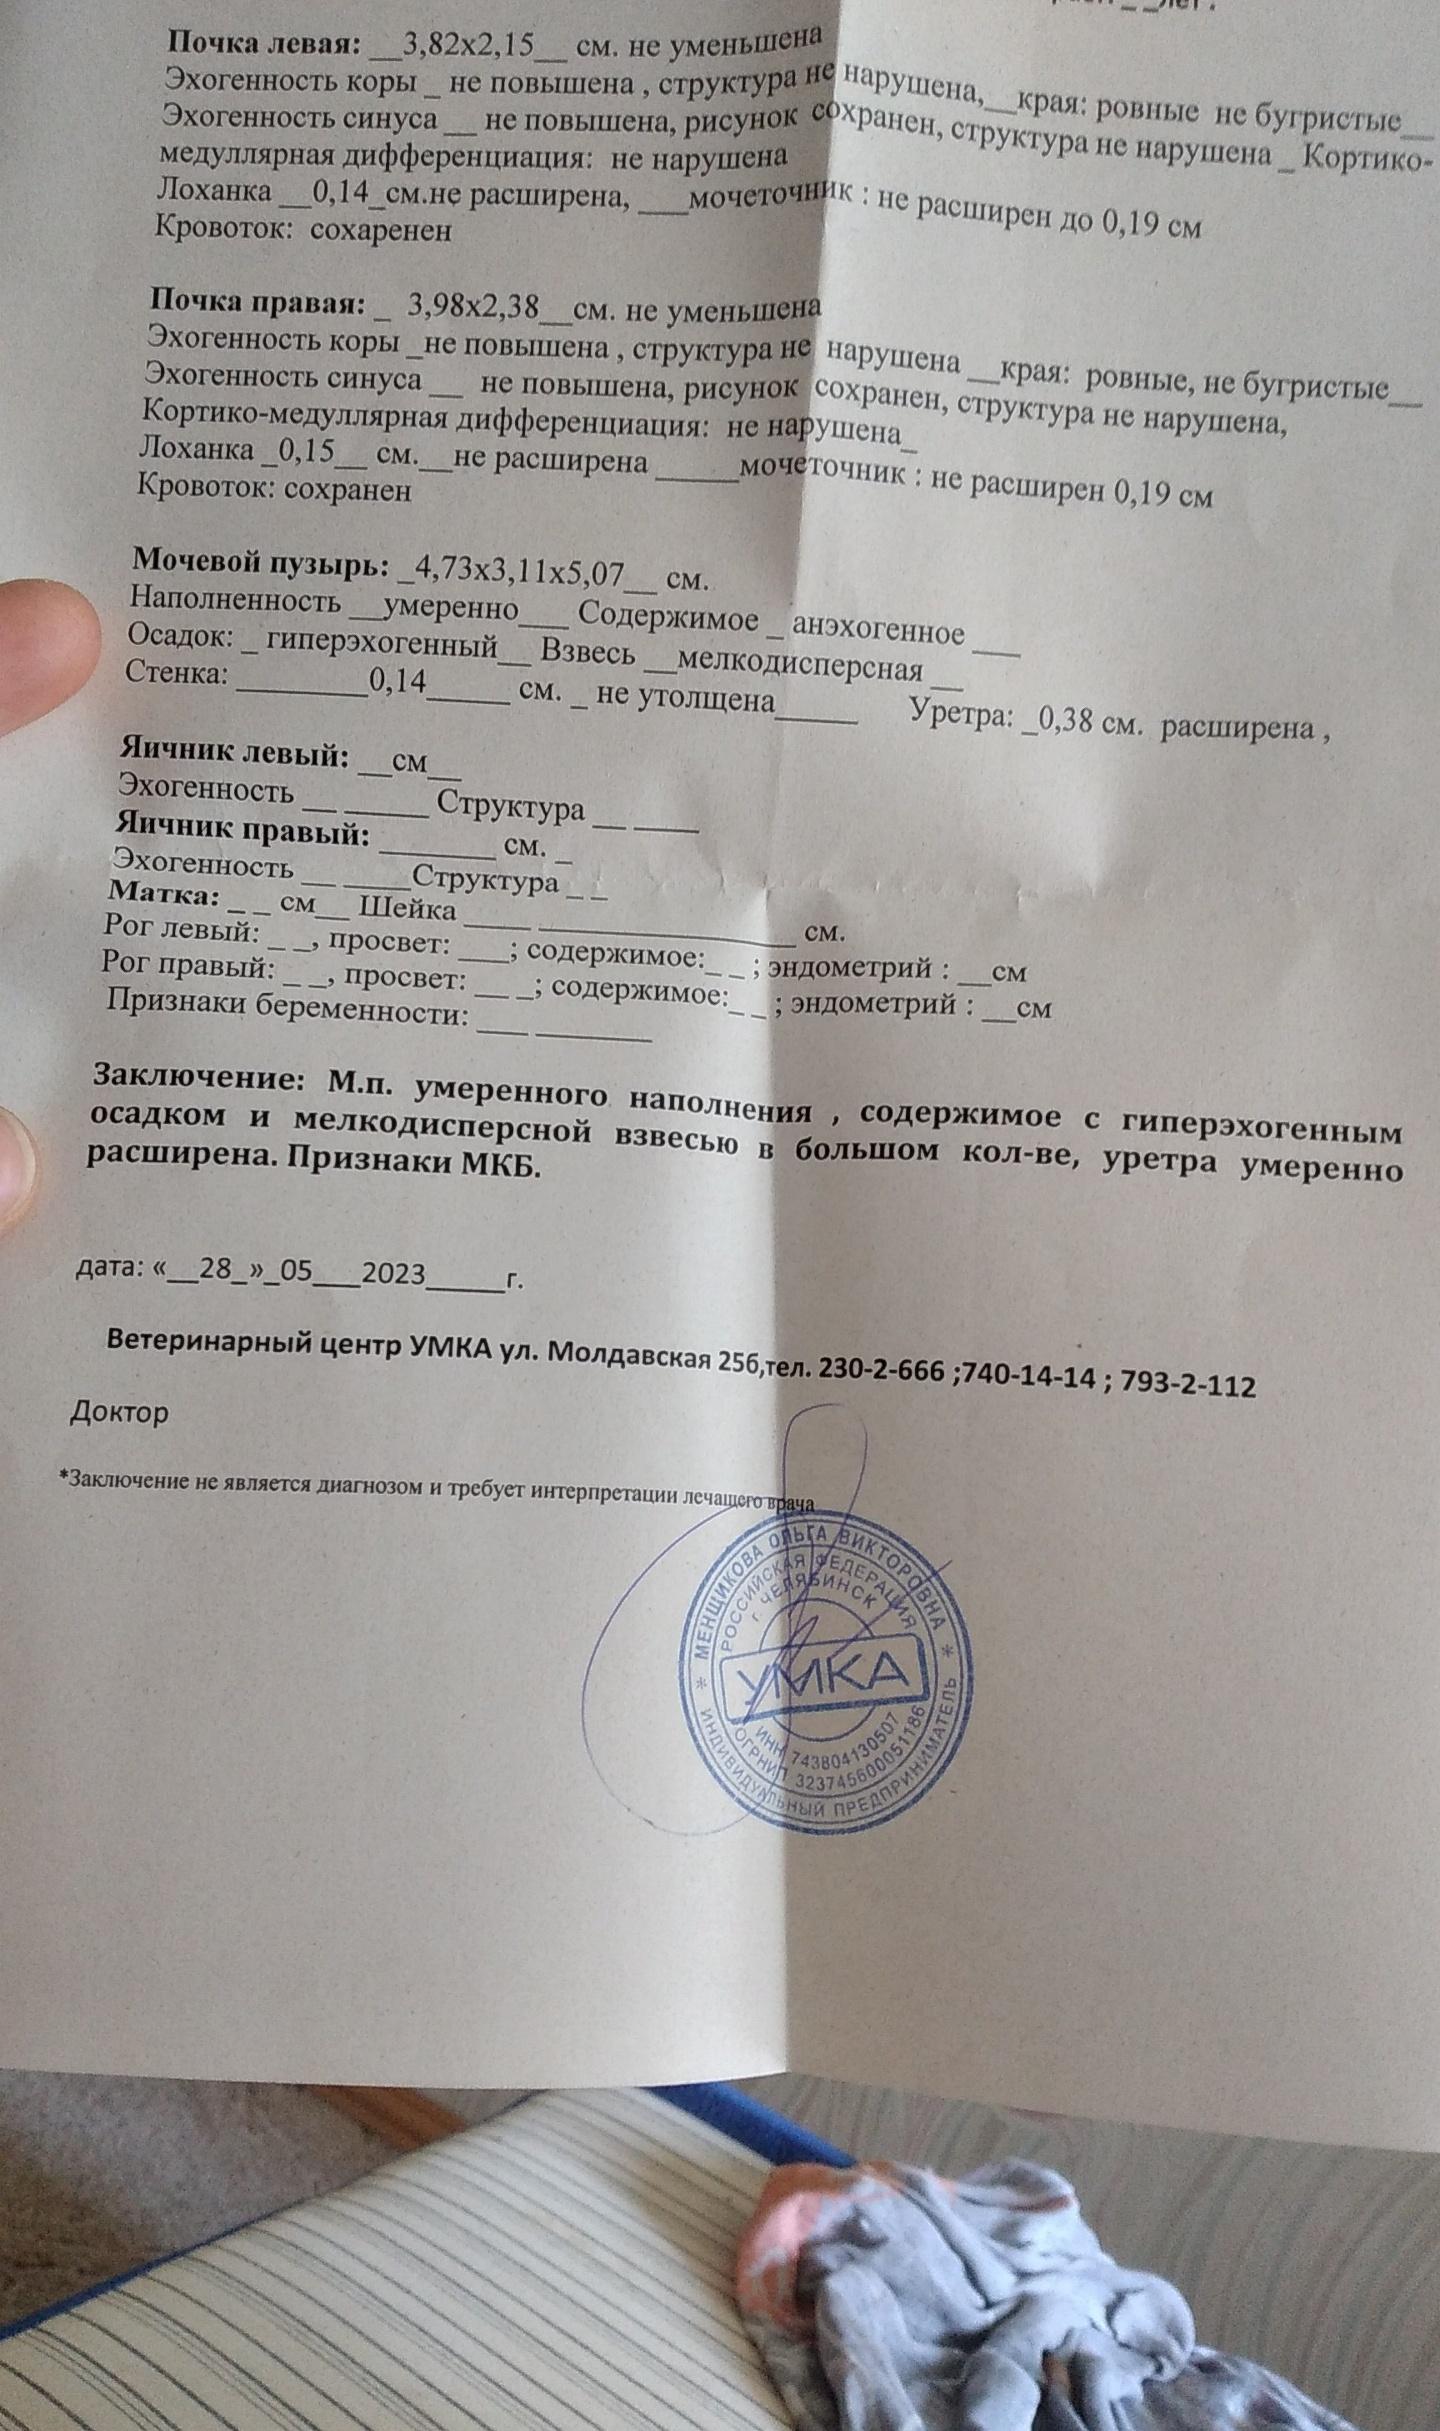 лет.
Почка левая: __3,82х2,15__ см. не уменьшена
Эхогенность коры _ не повышена , структура не нарушена,__края: ровные не бугристые__
Эхогенность синуса __ не повышена, рисунок сохранен, структура не нарушена _ Кортико-
медуллярная дифференциация: не нарушена
Лоханка __0,14_см.не расширена, ___мочеточник : не расширен до 0,19 см
Кровоток: сохаренен
Почка правая: _ 3,98х2,38__см. не уменьшена
Эхогенность коры _не повышена , структура не нарушена __края: ровные, не бугристые__
Эхогенность синуса __ не повышена, рисунок сохранен, структура не нарушена,
Кортико-медуллярная дифференциация: не нарушена_
Лоханка _0,15__ см.__не расширена _____мочеточник : не расширен 0,19 см
Кровоток: сохранен
Мочевой пузырь: _4,73х3,11х5,07__ см.
Наполненность __умеренно___ Содержимое _ анэхогенное ___
Осадок: _ гиперэхогенный__ Взвесь __мелкодисперсная __
Стенка: ________0,14_____ см. _ не утолщена_____ Уретра: _0,38 см. расширена ,
Яичник левый: __см__
Эхогенность __ _____ Структура __ ____
Яичник правый: _______ см. _
Эхогенность __ ____Структура _ _
Матка: _ _ см__ Шейка ____ ________________ см.
Рог левый: _ _, просвет: ___; содержимое:_ _ ; эндометрий : __см
Рог правый: _ _, просвет: __ _; содержимое:_ _ ; эндометрий : __см
Признаки беременности: ___ _______
Заключение: М.п. умеренного наполнения , содержимое с гиперэхогенным
осадком и мелкодисперсной взвесью в большом кол-ве, уретра умеренно
расширена. Признаки МКБ.
дата: «__28_»_05___2023_____г.
Ветеринарный центр УМКА ул. Молдавская 25б,тел. 230-2-666 ;740-14-14 ; 793-2-112
Доктор
*Заключение не является диагнозом и требует интерпретации лечащего врача
* МЕНЩИКОВА ОЛЬГА ВИКТОРОВНА *
РОССИЙСКАЯ ФЕДЕРАЦИЯ
г. ЧЕЛЯБИНСК
УМКА
ИНН 743804130507
ОГРНИП 323745600051186
ИНДИВИДУАЛЬНЫЙ ПРЕДПРИНИМАТЕЛЬ